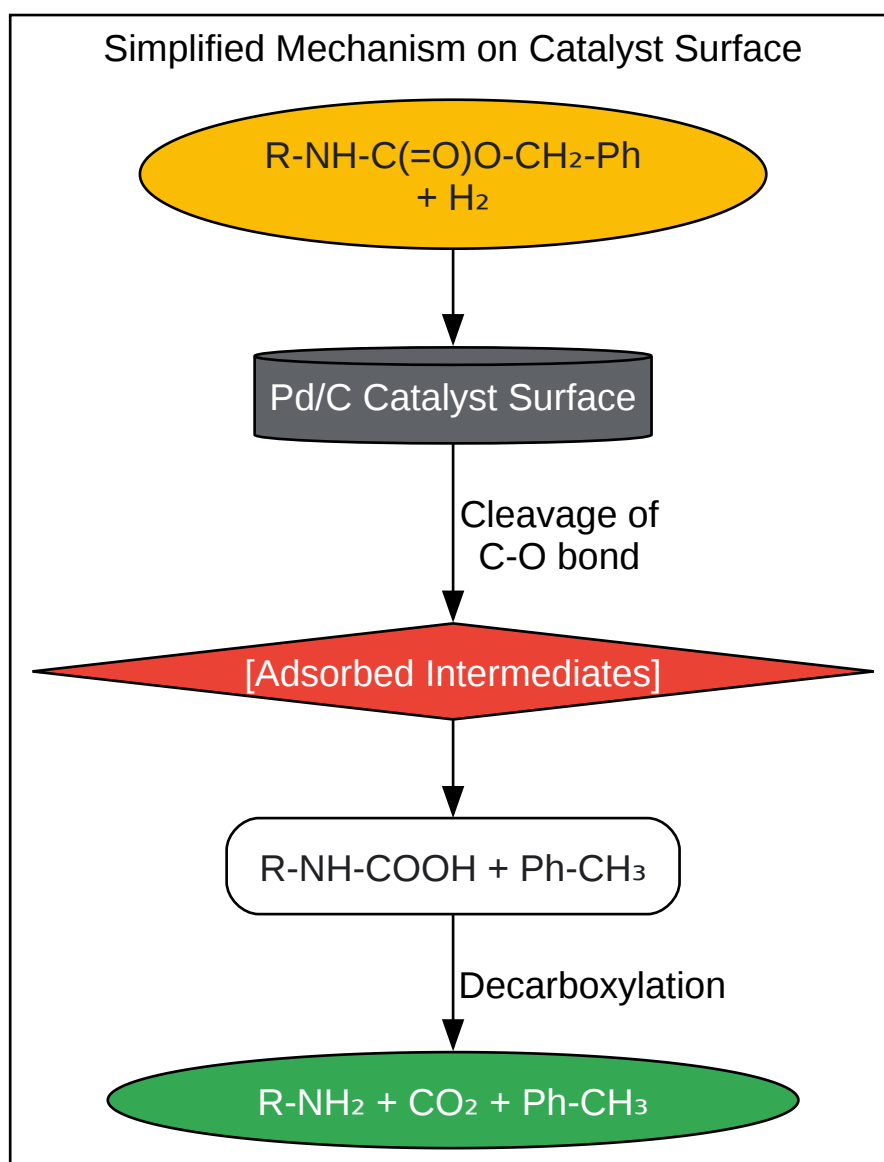 Simplified Mechanism on Catalyst Surface
R-NH-C(=O)O-CH₂-Ph
+ H₂
Pd/C Catalyst Surface
Cleavage of
C-O bond
[Adsorbed Intermediates]
R-NH-COOH + Ph-CH₃
Decarboxylation
R-NH₂ + CO₂ + Ph-CH₃